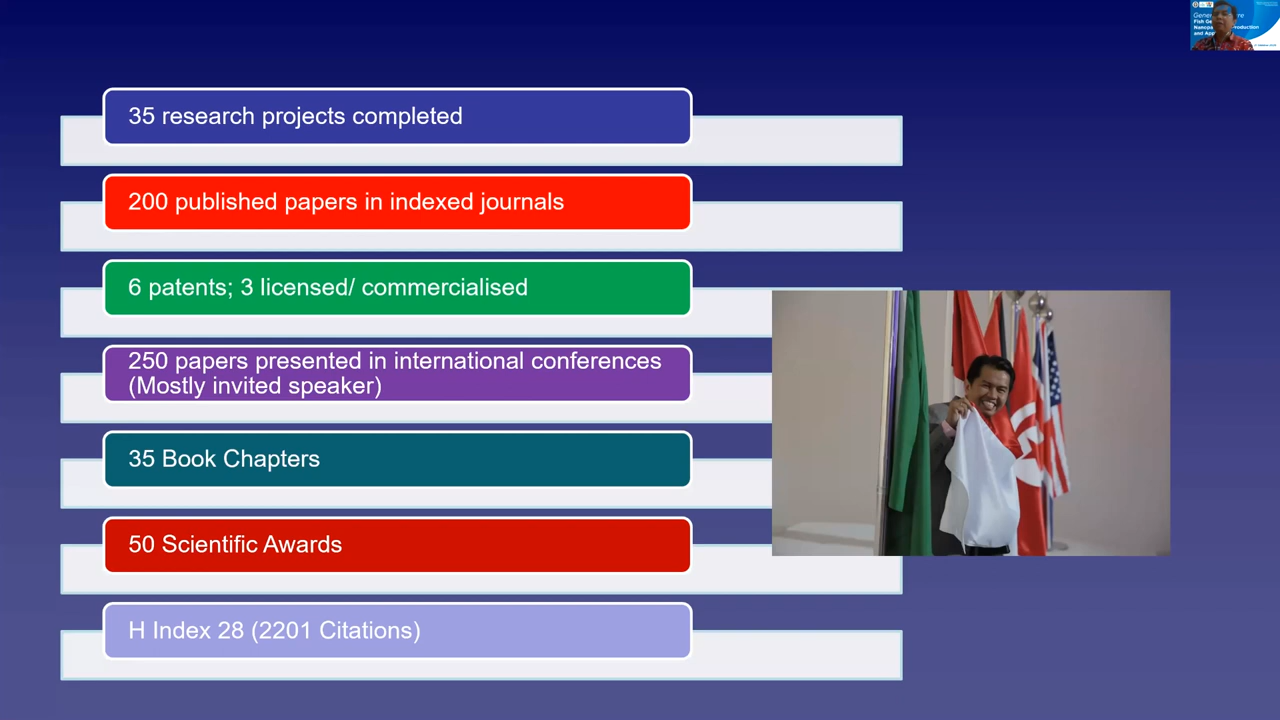 35 research projects completed
200 published papers in indexed journals
6 patents; 3 licensed/ commercialised
250 papers presented in international conferences
(Mostly invited speaker)
35 Book Chapters
50 Scientific Awards
H Index 28 (2201 Citations)